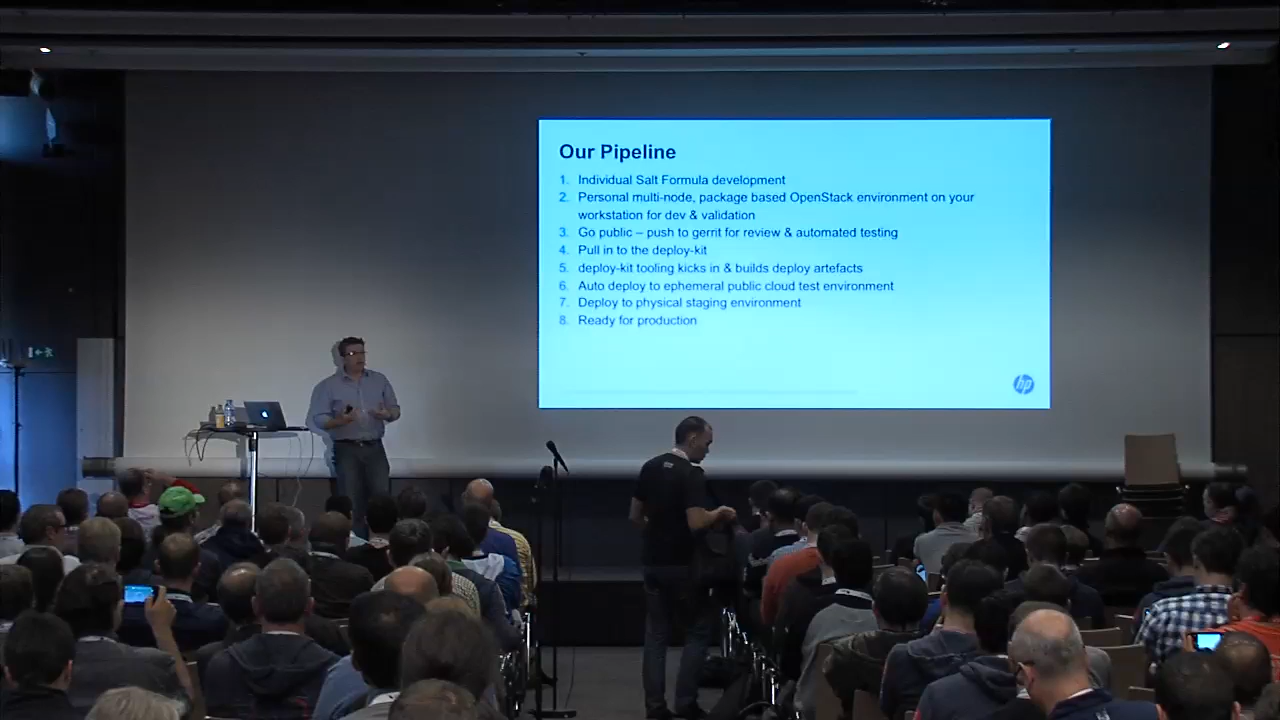 Our Pipeline
1. Individual Salt Formula development
2. Personal multi-node, package based OpenStack environment on your
workstation for dev & validation
3. Go public – push to gerrit for review & automated testing
4. Pull in to the deploy-kit
5. deploy-kit tooling kicks in & builds deploy artefacts
6. Auto deploy to ephemeral public cloud test environment
7. Deploy to physical staging environment
8. Ready for production
hp